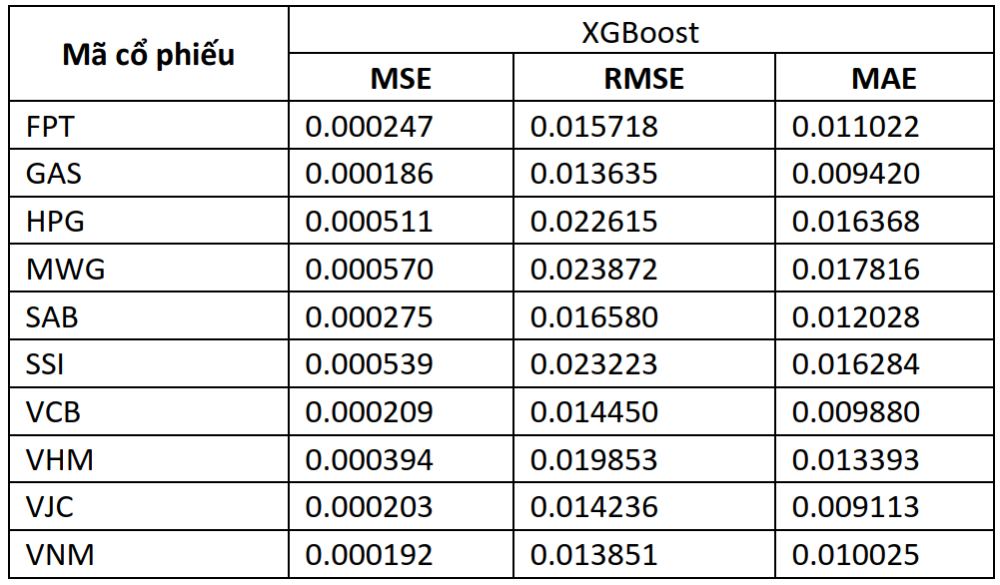 Mã cổ phiếu XGBoost
MSE RMSE MAE
FPT 0.000247 0.015718 0.011022
GAS 0.000186 0.013635 0.009420
HPG 0.000511 0.022615 0.016368
MWG 0.000570 0.023872 0.017816
SAB 0.000275 0.016580 0.012028
SSI 0.000539 0.023223 0.016284
VCB 0.000209 0.014450 0.009880
VHM 0.000394 0.019853 0.013393
VJC 0.000203 0.014236 0.009113
VNM 0.000192 0.013851 0.010025